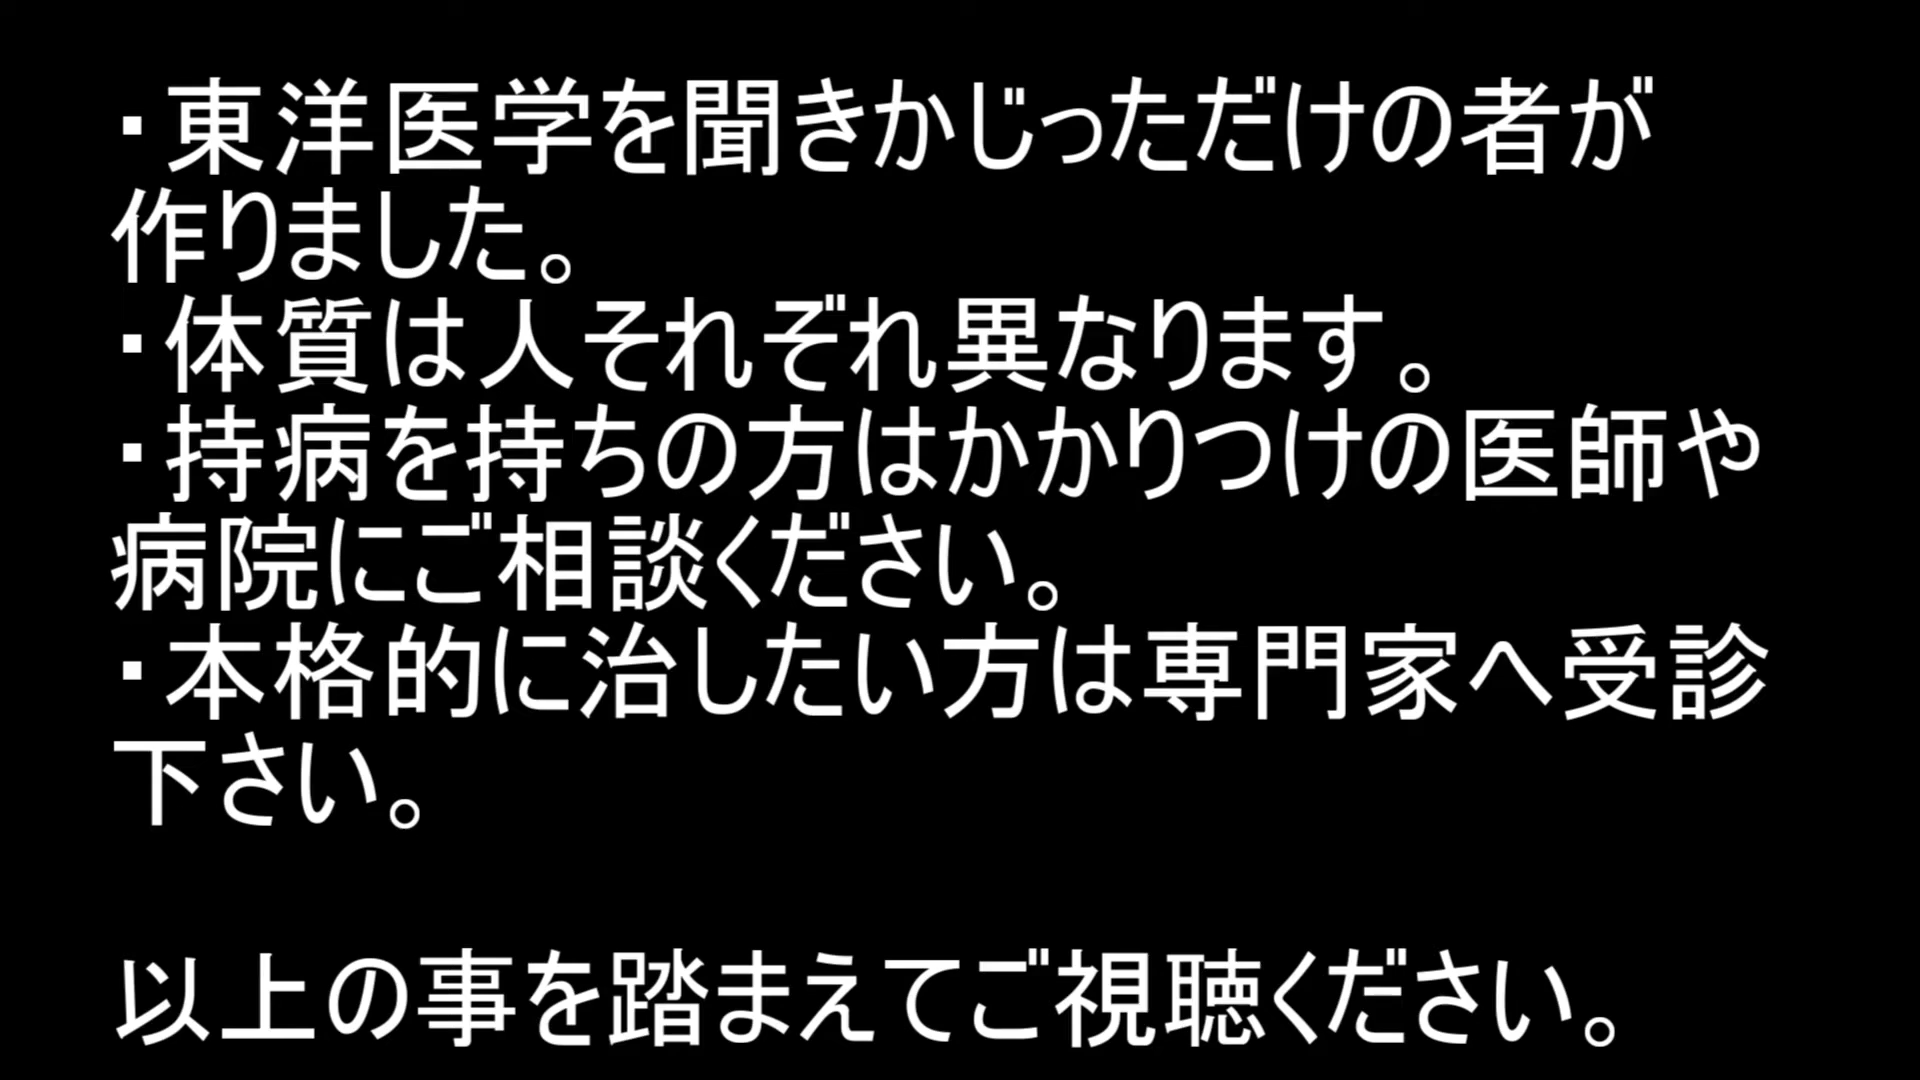 ・東洋医学を聞きかじっただけの者が
作りました。
・体質は人それぞれ異なります。
・持病を持ちの方はかかりつけの医師や
病院にご相談ください。
・本格的に治したい方は専門家へ受診
下さい。
以上の事を踏まえてご視聴ください。